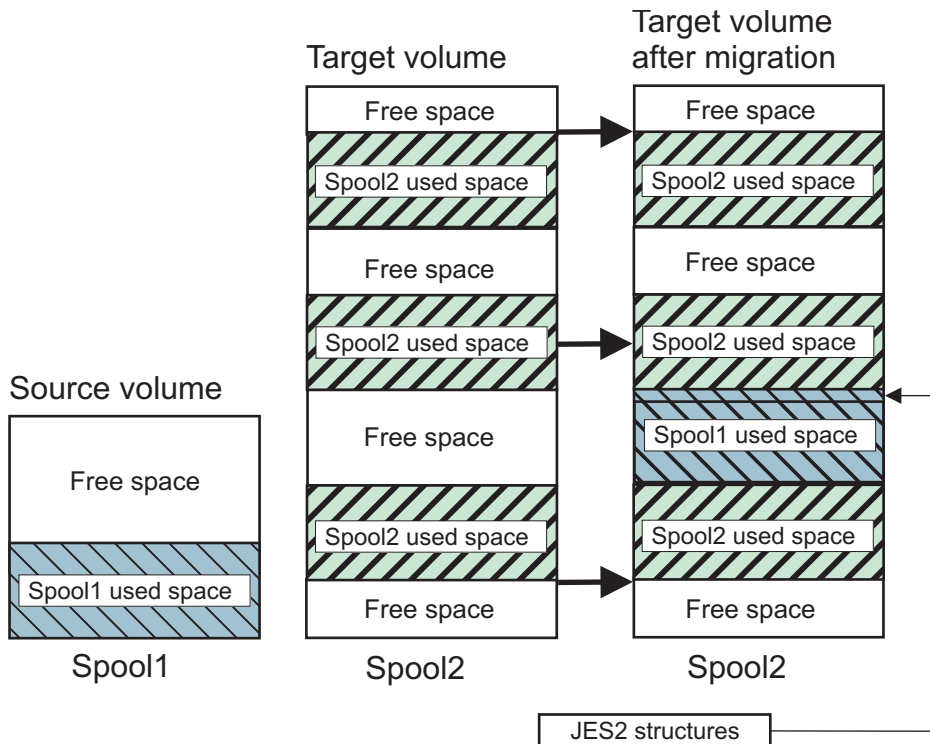 Source volume
Free space
Spool1 used space
Spool1
Target volume
Free space
Spool2 used space
Free space
Spool2 used space
Free space
Spool2 used space
Free space
Spool2
Target volume
after migration
Free space
Spool2 used space
Free space
Spool2 used space
Spool1 used space
Spool2 used space
Free space
Spool2
JES2 structures